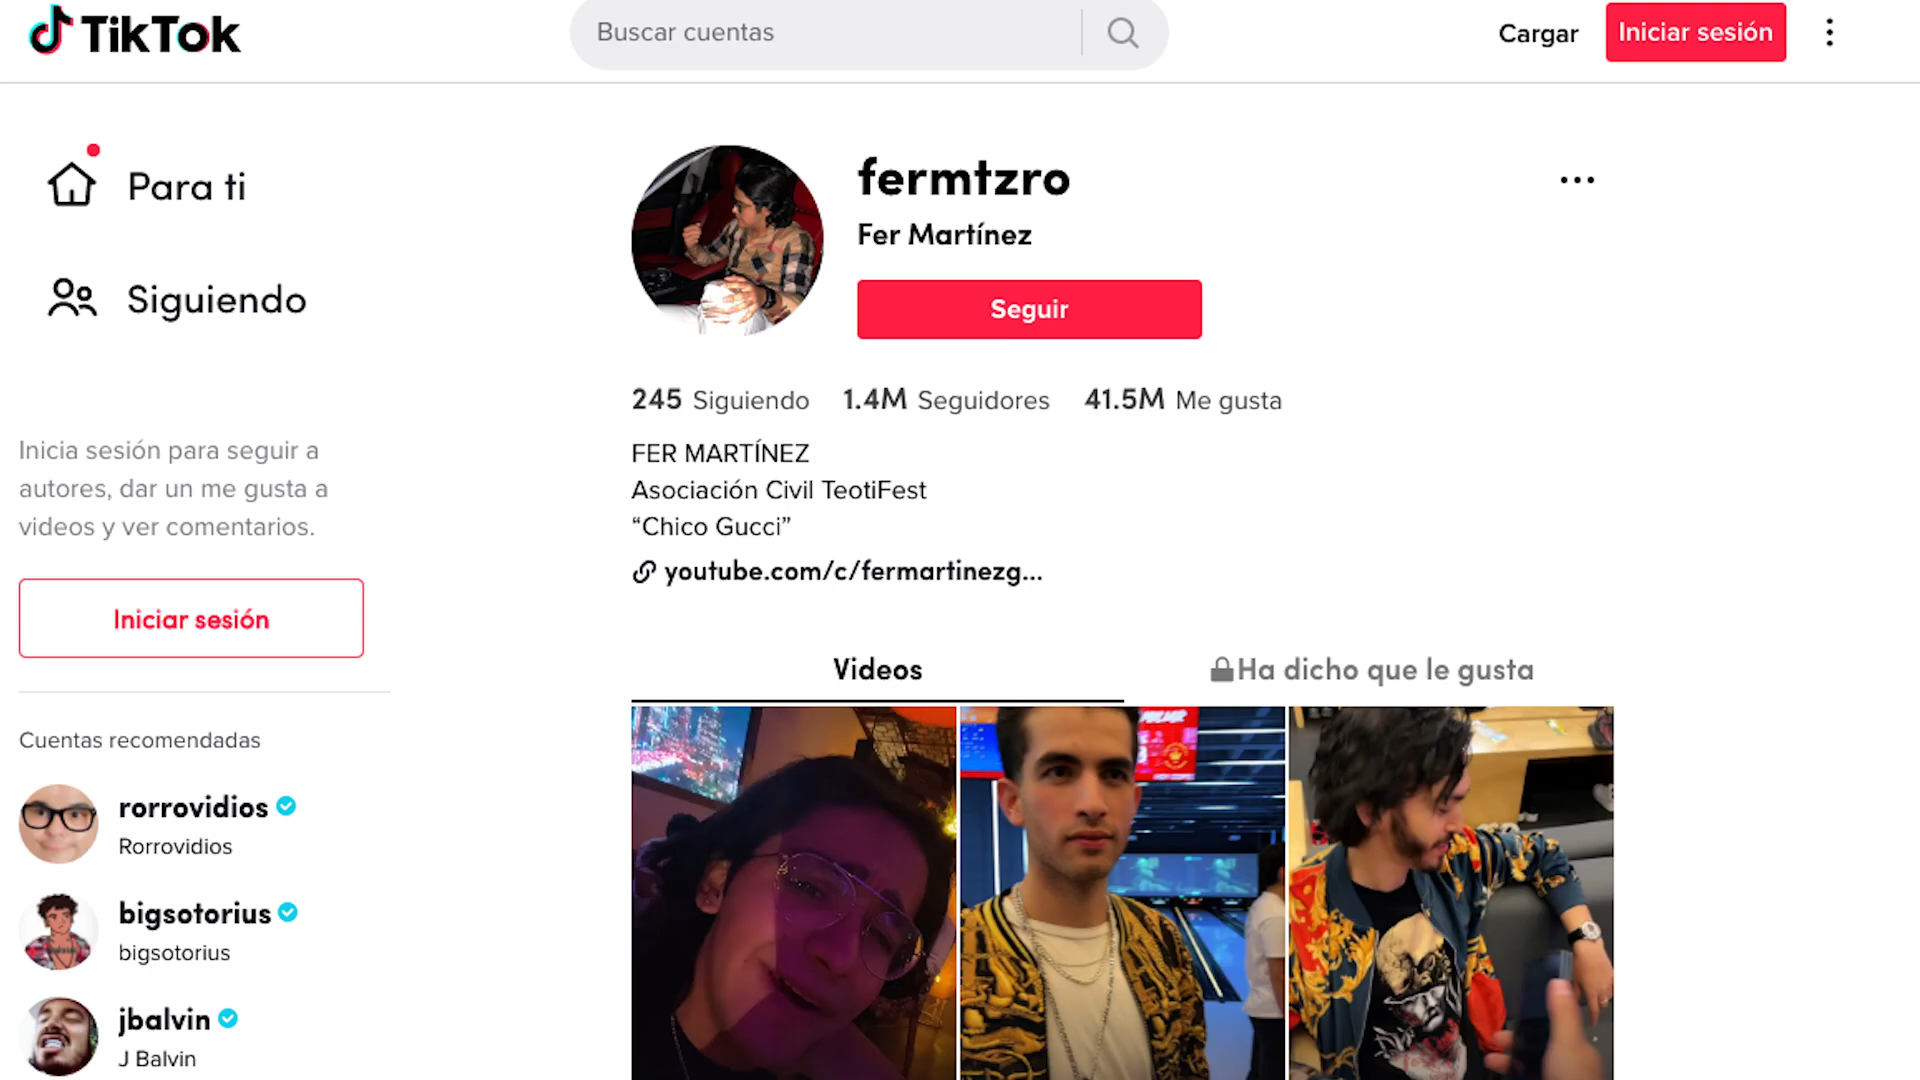 TikTok
Buscar cuentas
Cargar
Iniciar sesión
Para ti
Siguiendo
Inicia sesión para seguir a
autores, dar un me gusta a
videos y ver comentarios.
Iniciar sesión
Cuentas recomendadas
rorrovidios
Rorrovidios
bigsotorius
bigsotorius
jbalvin
J Balvin
fermtzro
Fer Martínez
Seguir
245 Siguiendo 1.4M Seguidores 41.5M Me gusta
FER MARTÍNEZ
Asociación Civil TeotiFest
“Chico Gucci”
youtube.com/c/fermartinezg...
Videos
Ha dicho que le gusta